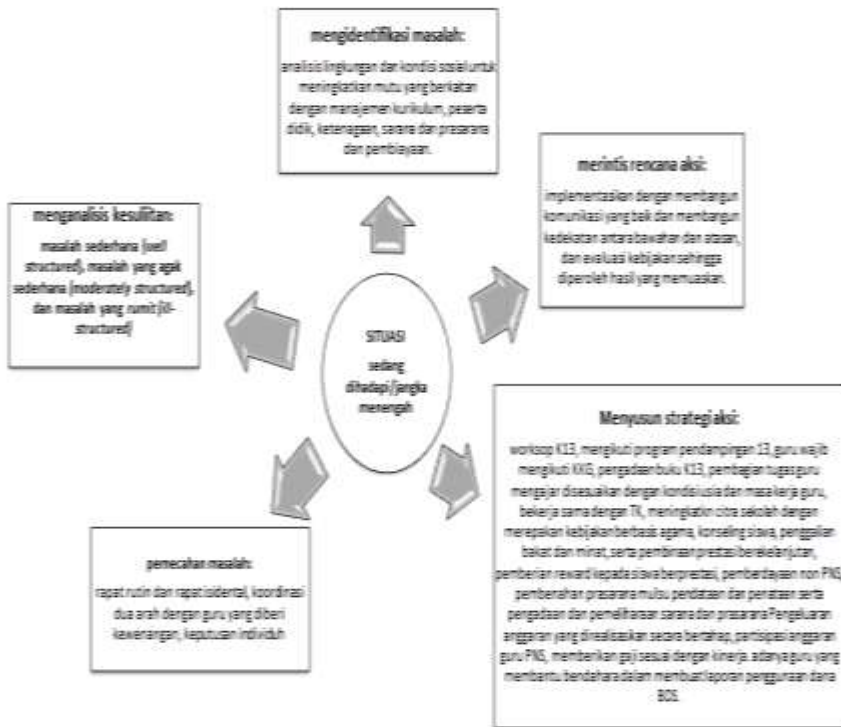 mengidentifikasi masalah:
analisis lingkungan dan kondisi sosial untuk
meningkatkan mutu yang berkaitan
dengan manajemen kurikulum, peserta
didik, ketenagaan, sarana dan prasarana
dan pembiayaan.
merintis rencana aksi:
implementasikan dengan membangun
komunikasi yang baik dan membangun
kedekatan antara bawahan dan atasan,
dan evaluasi kebijakan sehingga
diperoleh hasil yang memuaskan.
menganalisis kesulitan:
masalah sederhana (well
structured), masalah yang agak
sederhana (moderately structured),
dan masalah yang rumit (ill-
structured)
SITUASI
sedang
dihadapi/jangka
menengah
Menyusun strategi aksi:
worksop K13, mengikuti program pendampingan 13, guru wajib
mengikuti KKG, pengadaan buku K13, pembagian tugas guru
mengajar disesuaikan dengan kondisi usia dan masa kerja guru,
bekerja sama dengan TK, meningkatkn citra sekolah dengan
merepakan kebijakan berbasis agama, konseling siswa, penggalian
bakat dan minat, serta pembinaan prestasi berekelanjutan,
pemberian reward kepada siswa berprestasi, pemberdayaan non PNS,
pembenahan prasarana mulsu pendataan dan penataan serta
pengadaan dan pemeliharaan sarana dan prasarana Pengeluaran
anggaran yang direalisasikan secara bertahap, partisipasi anggaran
guru PNS, memberikan gaji sesuai dengan kinerja. adanya guru yang
membantu bendahara dalam membuat laporan penggunaan dana
BOS.
pemecahan masalah:
rapat rutin dan rapat isidental, koordinasi
dua arah dengan guru yang diberi
kewenangan, keputusan individuh